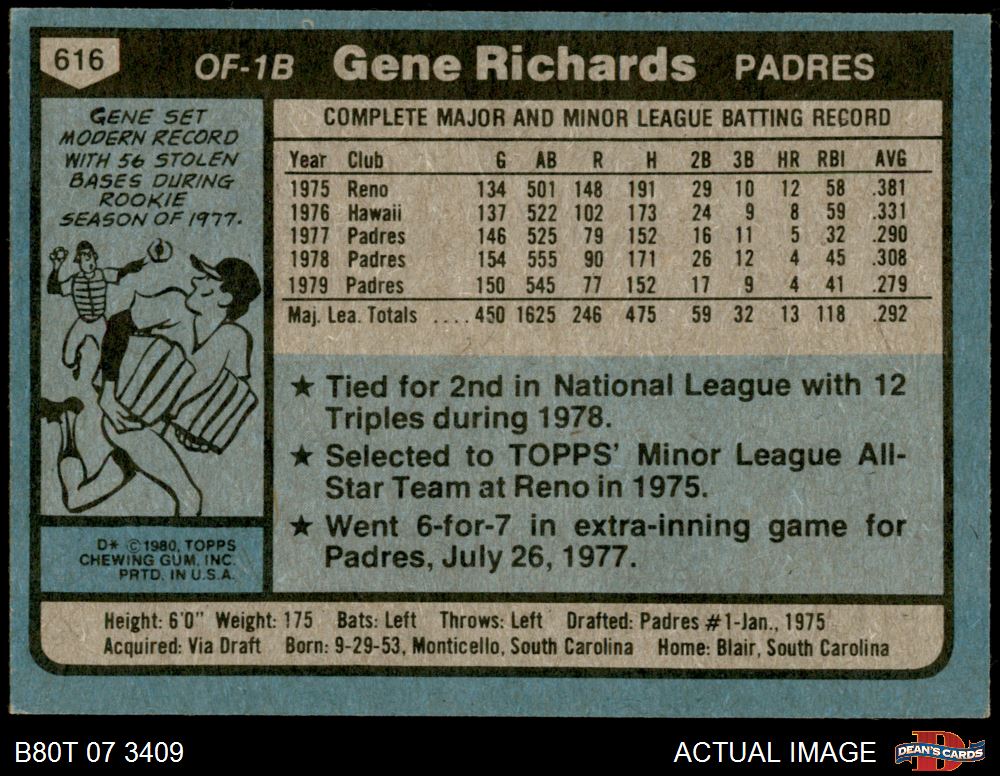 616 OF-1B Gene Richards PADRES
GENE SET
MODERN RECORD
WITH 56 STOLEN
BASES DURING
ROOKIE
SEASON OF 1977.
COMPLETE MAJOR AND MINOR LEAGUE BATTING RECORD
Year Club G AB R H 2B 3B HR RBI AVG
1975 Reno 134 501 148 191 29 10 12 58 .381
1976 Hawaii 137 522 102 173 24 9 8 59 .331
1977 Padres 146 525 79 152 16 11 5 32 .290
1978 Padres 154 555 90 171 26 12 4 45 .308
1979 Padres 150 545 77 152 17 9 4 41 .279
Maj. Lea. Totals .... 450 1625 246 475 59 32 13 118 .292
★ Tied for 2nd in National League with 12
Triples during 1978.
★ Selected to TOPPS' Minor League All-
Star Team at Reno in 1975.
★ Went 6-for-7 in extra-inning game for
Padres, July 26, 1977.
D* ©1980, TOPPS
CHEWING GUM, INC.
PRTD. IN U.S.A.
Height: 6'0" Weight: 175 Bats: Left Throws: Left Drafted: Padres #1-Jan., 1975
Acquired: Via Draft Born: 9-29-53, Monticello, South Carolina Home: Blair, South Carolina
B80T 07 3409 ACTUAL IMAGE DEAN'S CARDS